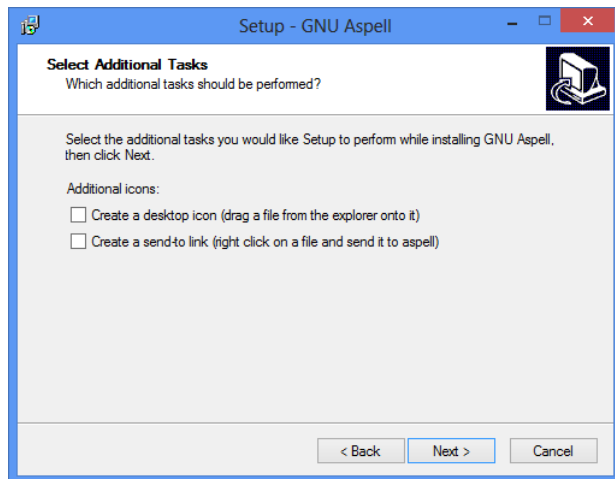 Setup - GNU Aspell
Select Additional Tasks
Which additional tasks should be performed?
Select the additional tasks you would like Setup to perform while installing GNU Aspell,
then click Next.
Additional icons:
Create a desktop icon (drag a file from the explorer onto it)
Create a send-to link (right click on a file and send it to aspell)
< Back Next > Cancel